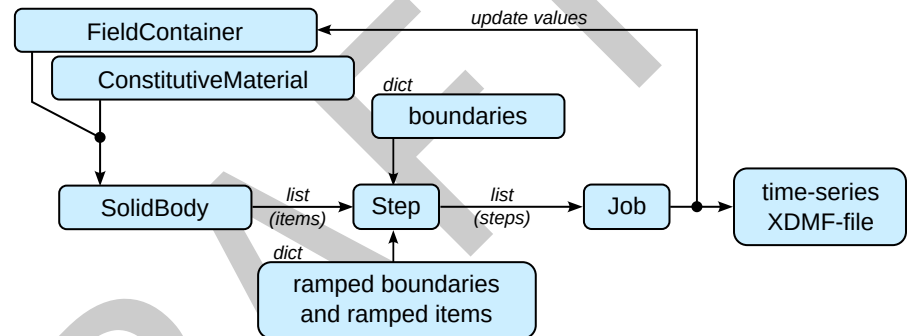 update values
FieldContainer
ConstitutiveMaterial
dict
boundaries
SolidBody
list
(items)
Step
list
(steps)
Job
time-series
XDMF-file
dict
ramped boundaries
and ramped items